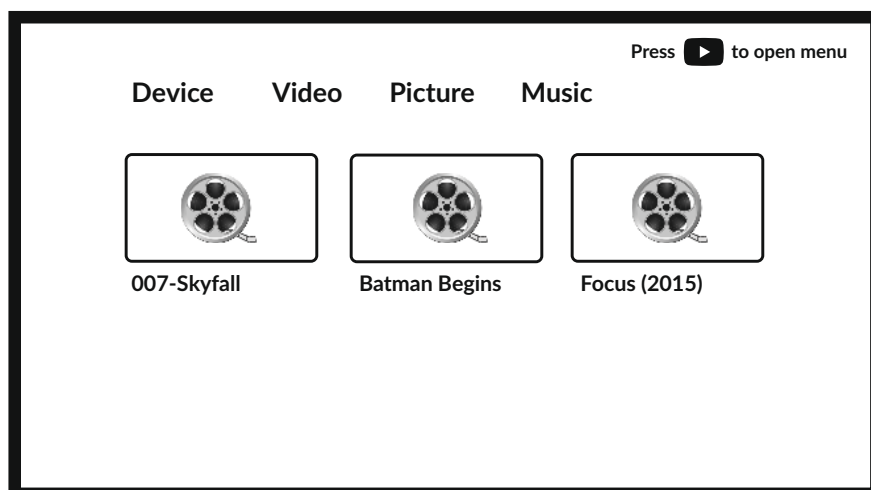 Press to open menu
Device Video Picture Music
007-Skyfall Batman Begins Focus (2015)